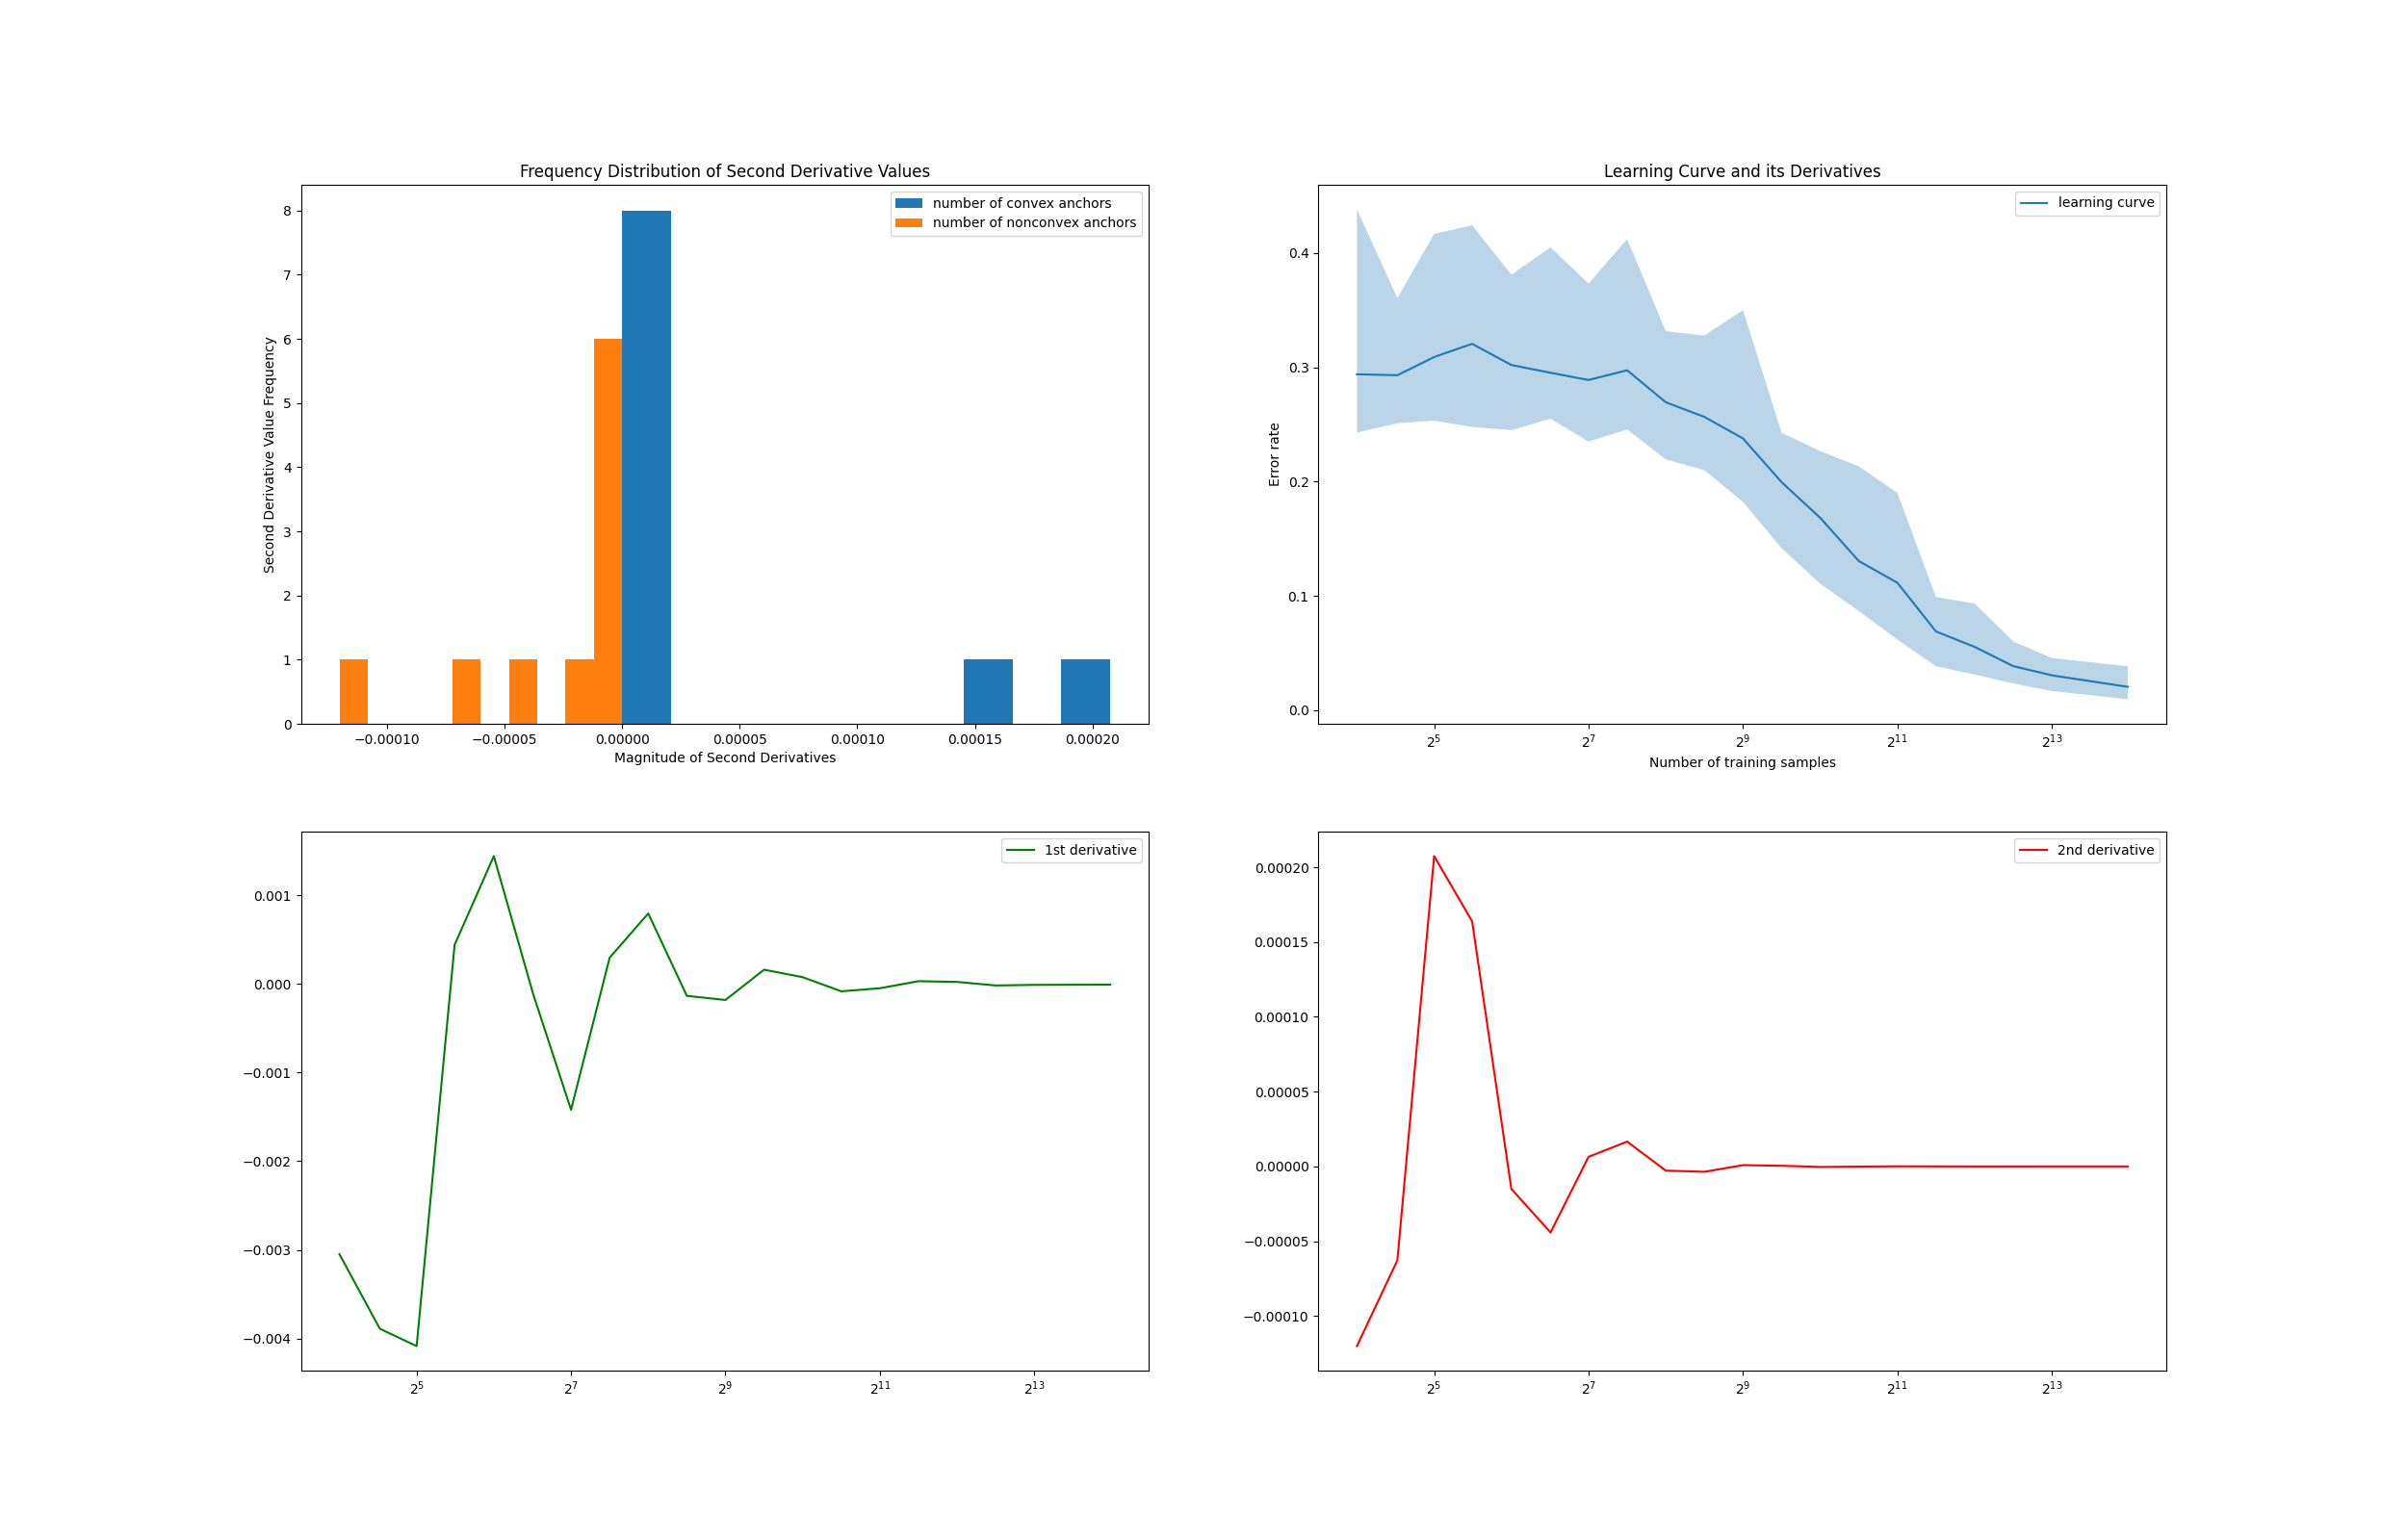 Frequency Distribution of Second Derivative Values
number of convex anchors
number of nonconvex anchors
8
7
6
5
4
3
2
1
0
Second Derivative Value Frequency
−0.00010 −0.00005 0.00000 0.00005 0.00010 0.00015 0.00020
Magnitude of Second Derivatives
Learning Curve and its Derivatives
learning curve
0.4
0.3
0.2
0.1
0.0
Error rate
2^5 2^7 2^9 2^11 2^13
Number of training samples
1st derivative
0.001
0.000
−0.001
−0.002
−0.003
−0.004
2^5 2^7 2^9 2^11 2^13
2nd derivative
0.00020
0.00015
0.00010
0.00005
0.00000
−0.00005
−0.00010
2^5 2^7 2^9 2^11 2^13